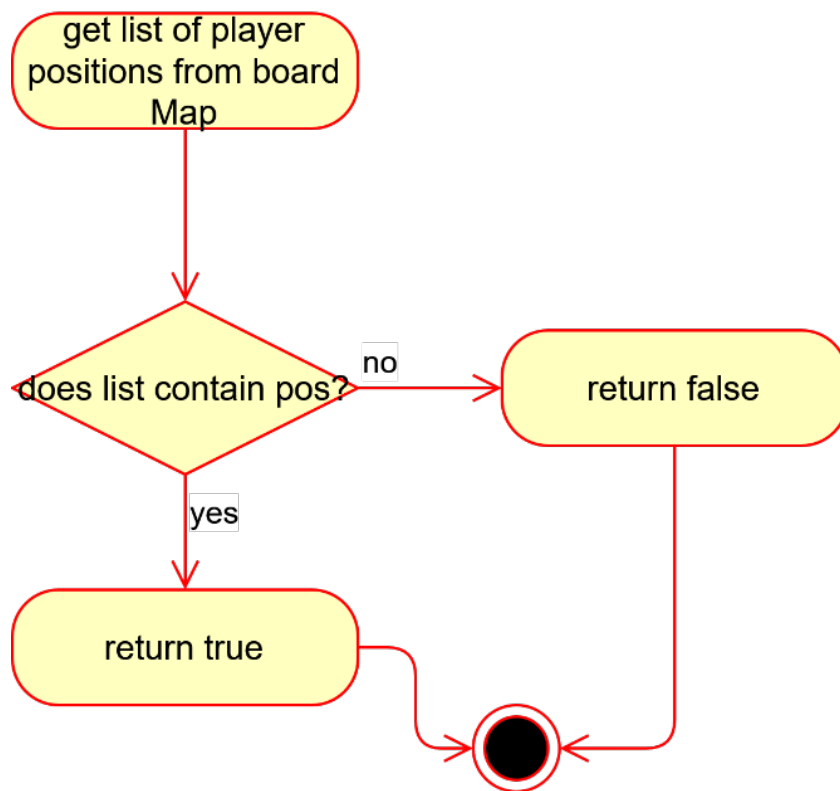 get list of player
positions from board
Map
does list contain pos?
no
return false
yes
return true